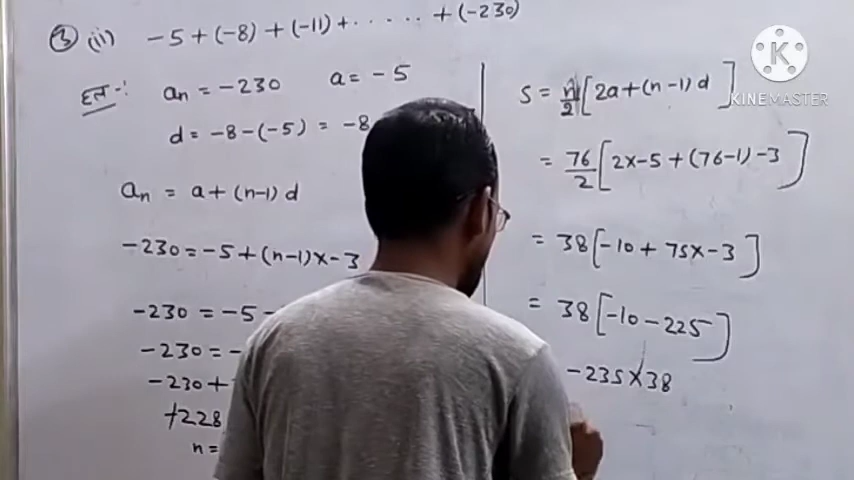 ③ (ii) -5 + (-8) + (-11) + ...... + (-230)
हल -: aₙ = -230 a = -5
d = -8 - (-5) = -8
aₙ = a + (n-1) d
-230 = -5 + (n-1) x -3
-230 = -5 -
-230 = -
-230 +
+228
n =
S = n/2 [2a + (n-1) d]
= 76/2 [2x-5 + (76-1) -3]
= 38 [-10 + 75x -3]
= 38 [-10 - 225]
-235 x 38
KINEMASTER